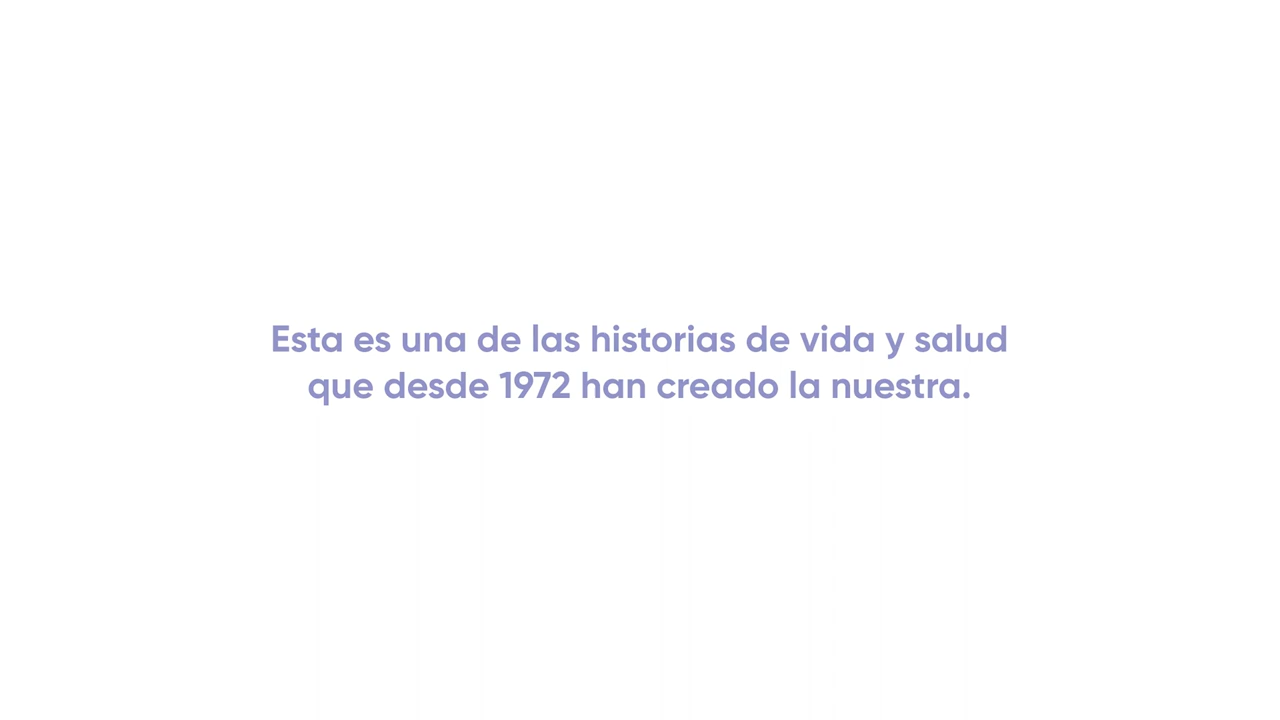 Esta es una de las historias de vida y salud
que desde 1972 han creado la nuestra.